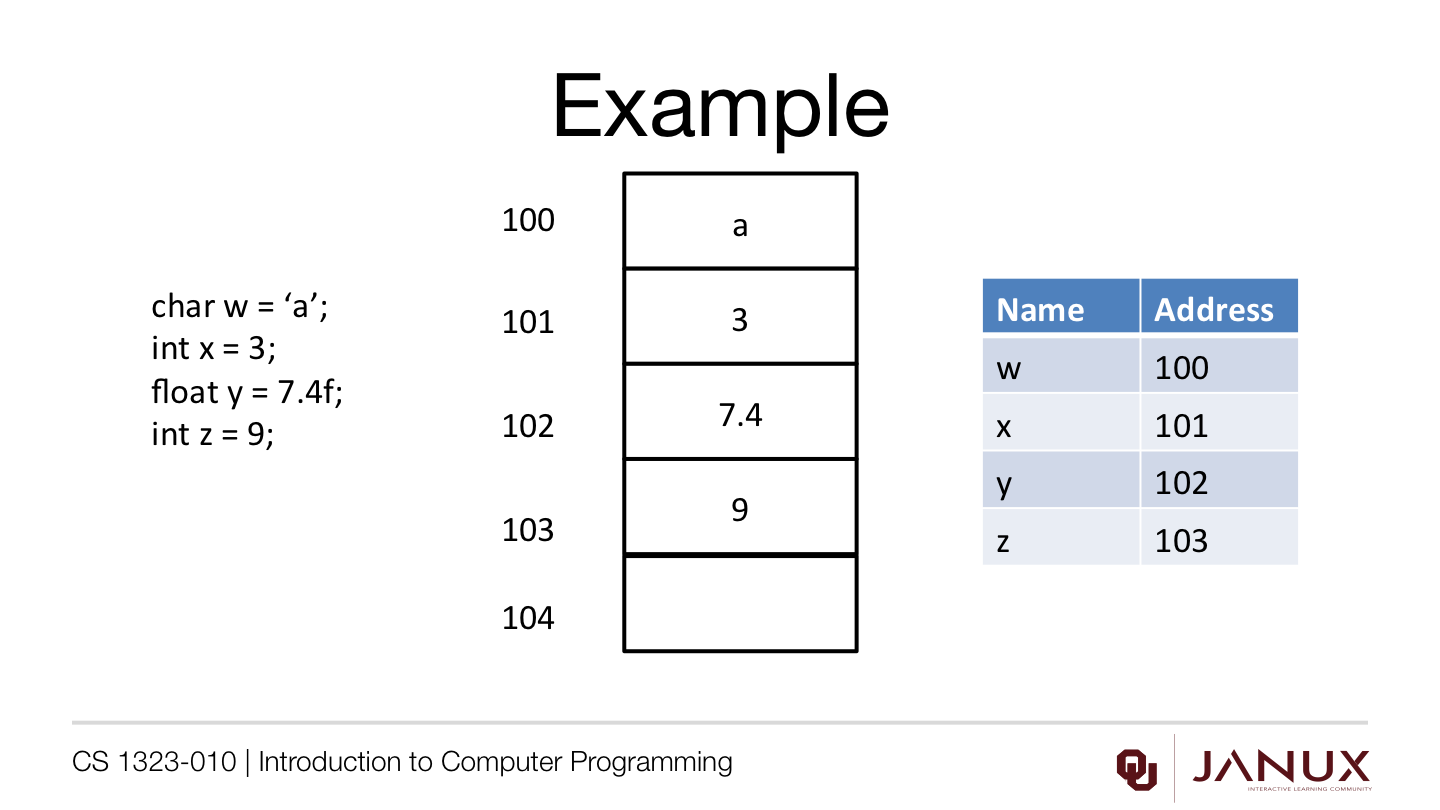 Example
char w = ‘a’;
int x = 3;
float y = 7.4f;
int z = 9;
100
a
101
3
102
7.4
103
9
104
Name Address
w 100
x 101
y 102
z 103
CS 1323-010 | Introduction to Computer Programming
OU
JANUX
INTERACTIVE LEARNING COMMUNITY